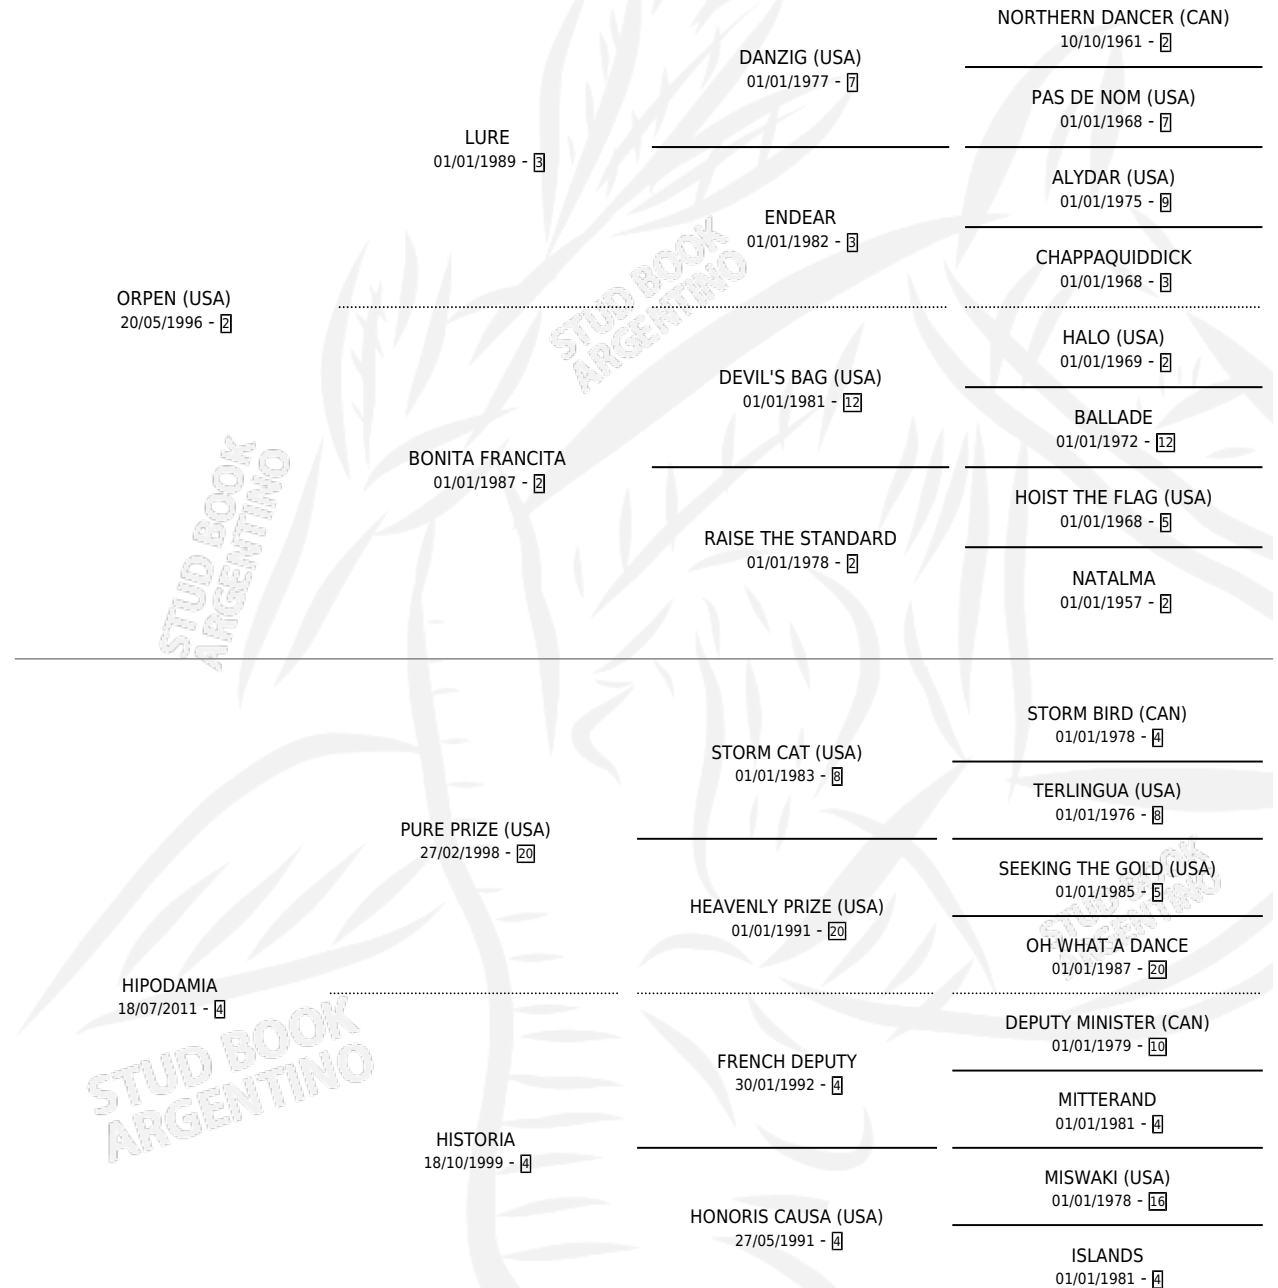 NORTHERN DANCER (CAN)
10/10/1961 - 2
DANZIG (USA)
01/01/1977 - 7
PAS DE NOM (USA)
01/01/1968 - 7
LURE
01/01/1989 - 3
ALYDAR (USA)
01/01/1975 - 9
ENDEAR
01/01/1982 - 3
CHAPPAQUIDDICK
01/01/1968 - 3
ORPEN (USA)
20/05/1996 - 2
HALO (USA)
01/01/1969 - 2
DEVIL'S BAG (USA)
01/01/1981 - 12
BALLADE
01/01/1972 - 12
BONITA FRANCITA
01/01/1987 - 2
HOIST THE FLAG (USA)
01/01/1968 - 5
RAISE THE STANDARD
01/01/1978 - 2
NATALMA
01/01/1957 - 2
STORM BIRD (CAN)
01/01/1978 - 4
STORM CAT (USA)
01/01/1983 - 8
TERLINGUA (USA)
01/01/1976 - 8
PURE PRIZE (USA)
27/02/1998 - 20
SEEKING THE GOLD (USA)
01/01/1985 - 5
HEAVENLY PRIZE (USA)
01/01/1991 - 20
OH WHAT A DANCE
01/01/1987 - 20
HIPODAMIA
18/07/2011 - 4
DEPUTY MINISTER (CAN)
01/01/1979 - 10
FRENCH DEPUTY
30/01/1992 - 4
MITTERAND
01/01/1981 - 4
HISTORIA
18/10/1999 - 4
MISWAKI (USA)
01/01/1978 - 16
HONORIS CAUSA (USA)
27/05/1991 - 4
ISLANDS
01/01/1981 - 4
STUD BOOK
ARGENTINO
STUD BOOK
ARGENTINO
STUD BOOK
ARGENTINO
STUD BOOK
ARGENTINO